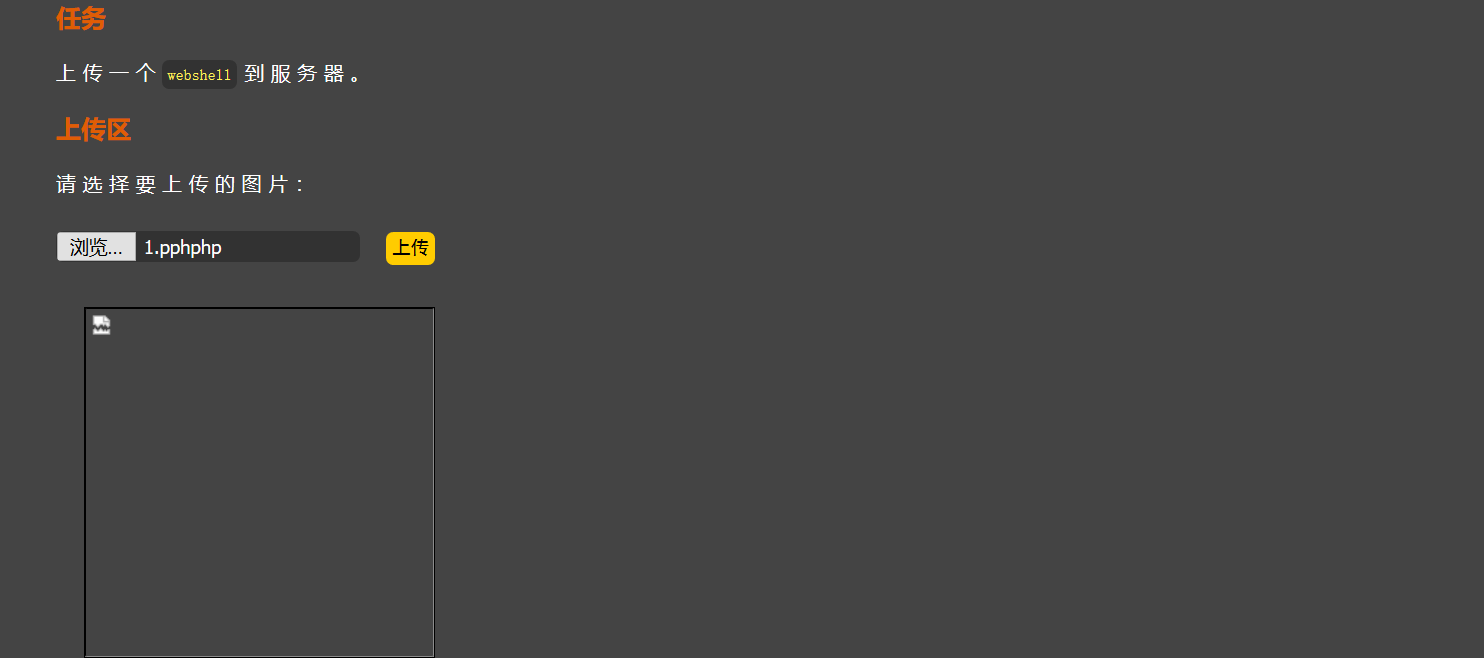 任务
上传一个 webshell 到服务器。
上传区
请选择要上传的图片：
浏览... 1.pphphp 上传